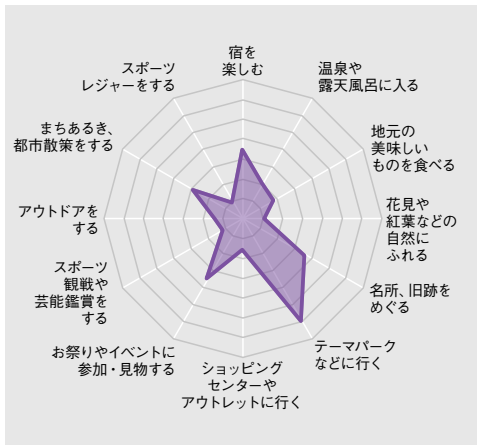 宿を
楽しむ
温泉や
露天風呂に入る
地元の
美味しい
ものを食べる
花見や
紅葉などの
自然に
ふれる
名所、旧跡を
めぐる
テーマパーク
などに行く
ショッピング
センターや
アウトレットに行く
お祭りやイベントに
参加・見物する
スポーツ
観戦や
芸能鑑賞を
する
アウトドアを
する
まちあるき、
都市散策をする
スポーツ
レジャーをする